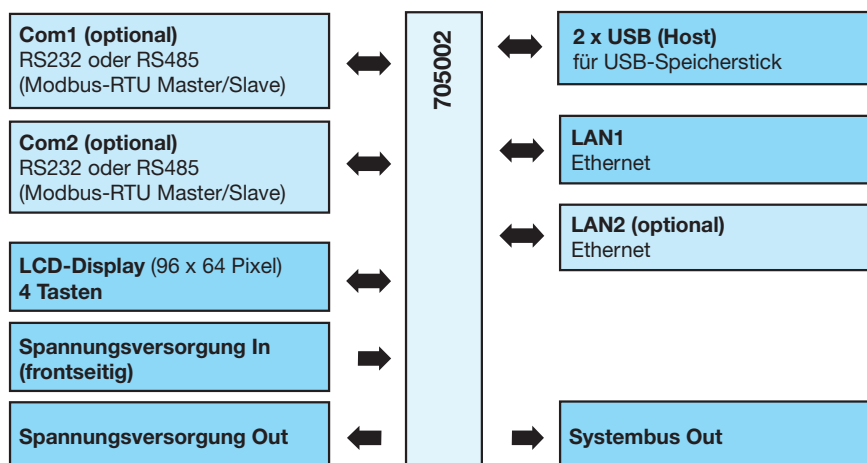 Com1 (optional)
RS232 oder RS485
(Modbus-RTU Master/Slave)
Com2 (optional)
RS232 oder RS485
(Modbus-RTU Master/Slave)
LCD-Display (96 x 64 Pixel)
4 Tasten
Spannungsversorgung In
(frontseitig)
Spannungsversorgung Out
705002
2 x USB (Host)
für USB-Speicherstick
LAN1
Ethernet
LAN2 (optional)
Ethernet
Systembus Out